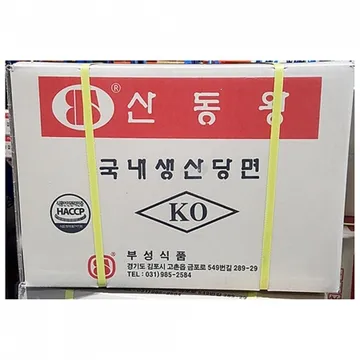 ® 산동왕
국내생산당면
HACCP
KO
부성식품
경기도 김포시 고촌읍 금포로 549번길 289-29
TEL: 031) 985-2584